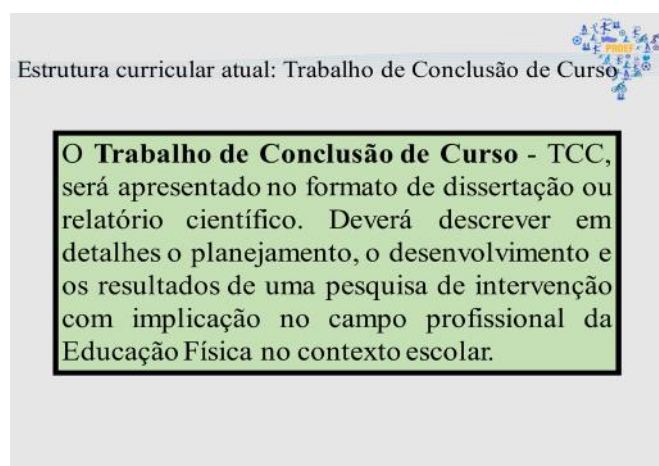 PROEF
Estrutura curricular atual: Trabalho de Conclusão de Curso
O Trabalho de Conclusão de Curso - TCC,
será apresentado no formato de dissertação ou
relatório científico. Deverá descrever em
detalhes o planejamento, o desenvolvimento e
os resultados de uma pesquisa de intervenção
com implicação no campo profissional da
Educação Física no contexto escolar.